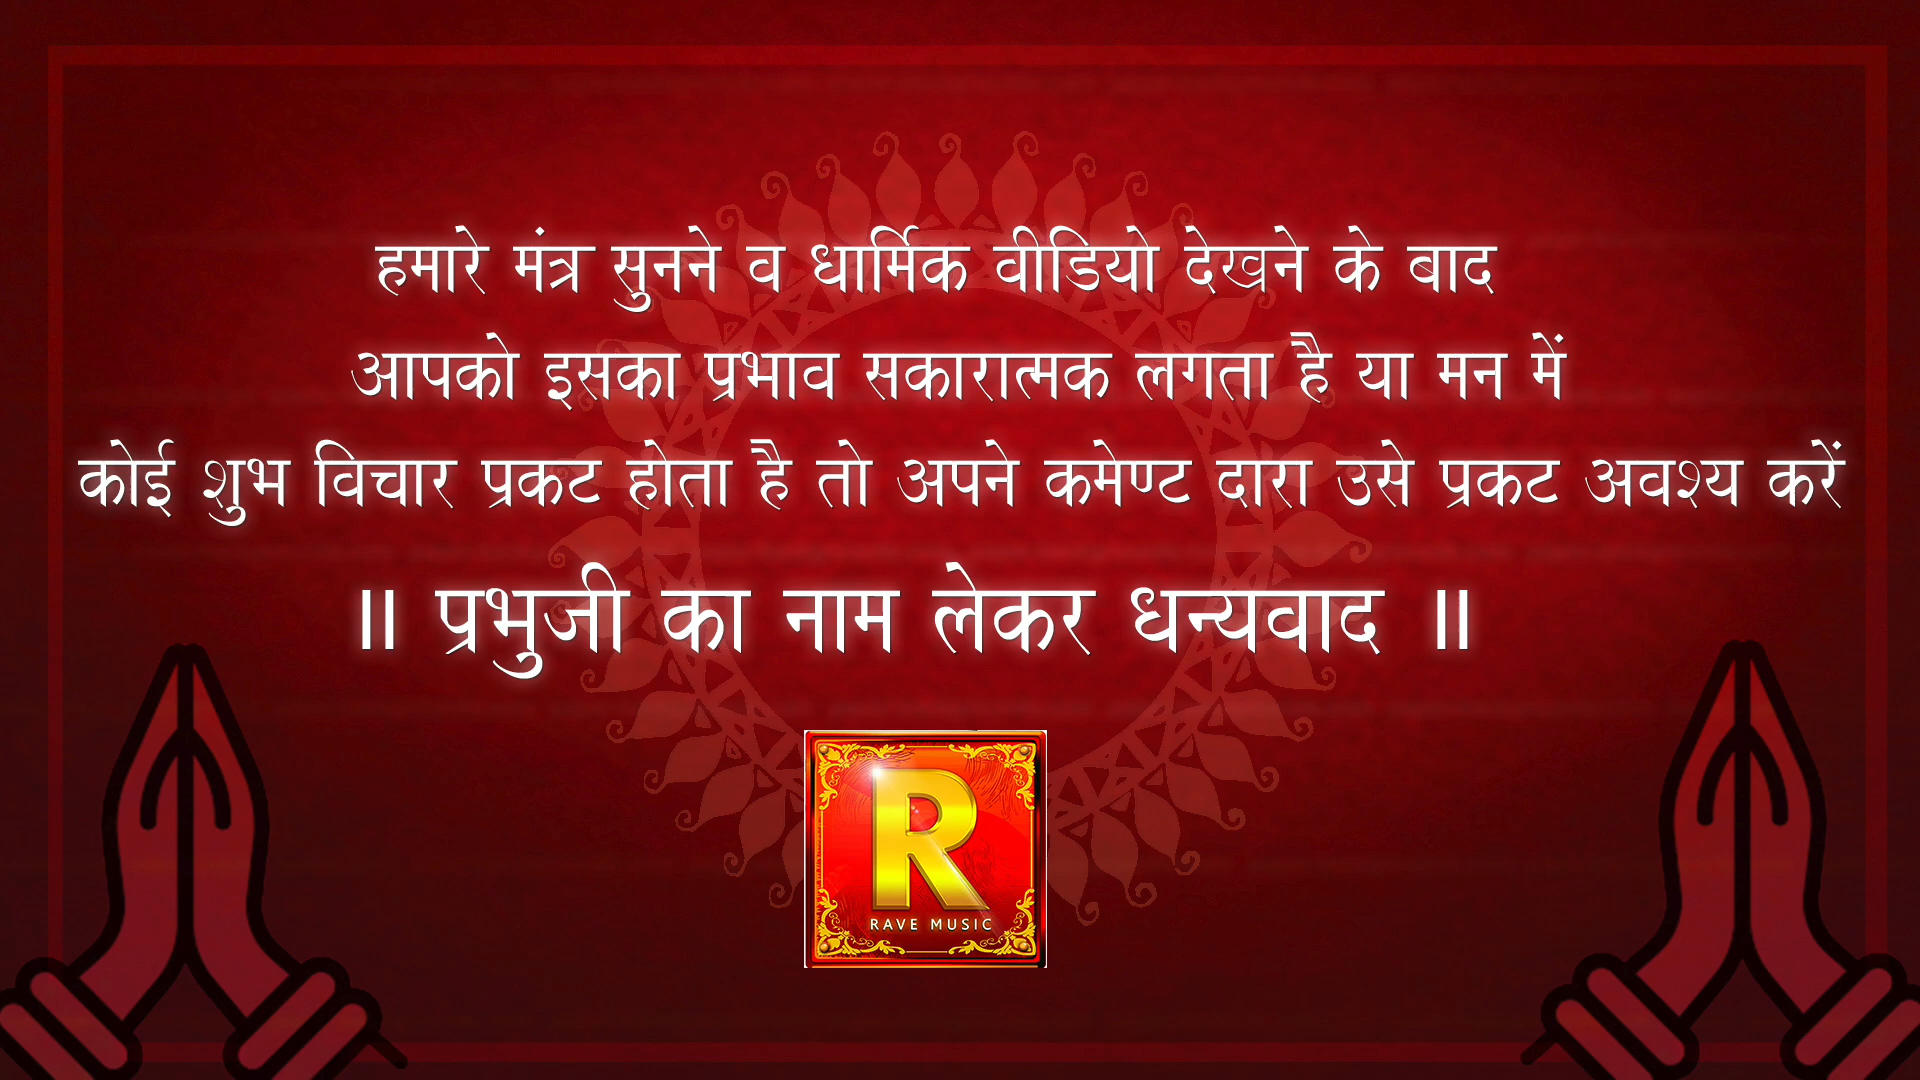 हमारे मंत्र सुनने व धार्मिक वीडियो देखने के बाद
आपको इसका प्रभाव सकारात्मक लगता है या मन में
कोई शुभ विचार प्रकट होता है तो अपने कमेण्ट दारा उसे प्रकट अवश्य करें
॥ प्रभुजी का नाम लेकर धन्यवाद ॥
R
RAVE MUSIC